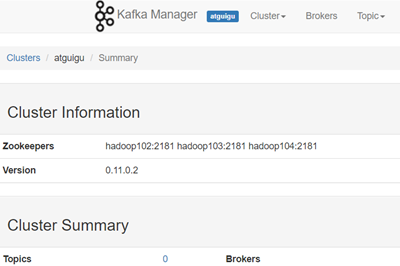 Kafka Manager atguigu Cluster Brokers Topic
Clusters / atguigu / Summary
Cluster Information
Zookeepers hadoop102:2181 hadoop103:2181 hadoop104:2181
Version 0.11.0.2
Cluster Summary
Topics 0 Brokers